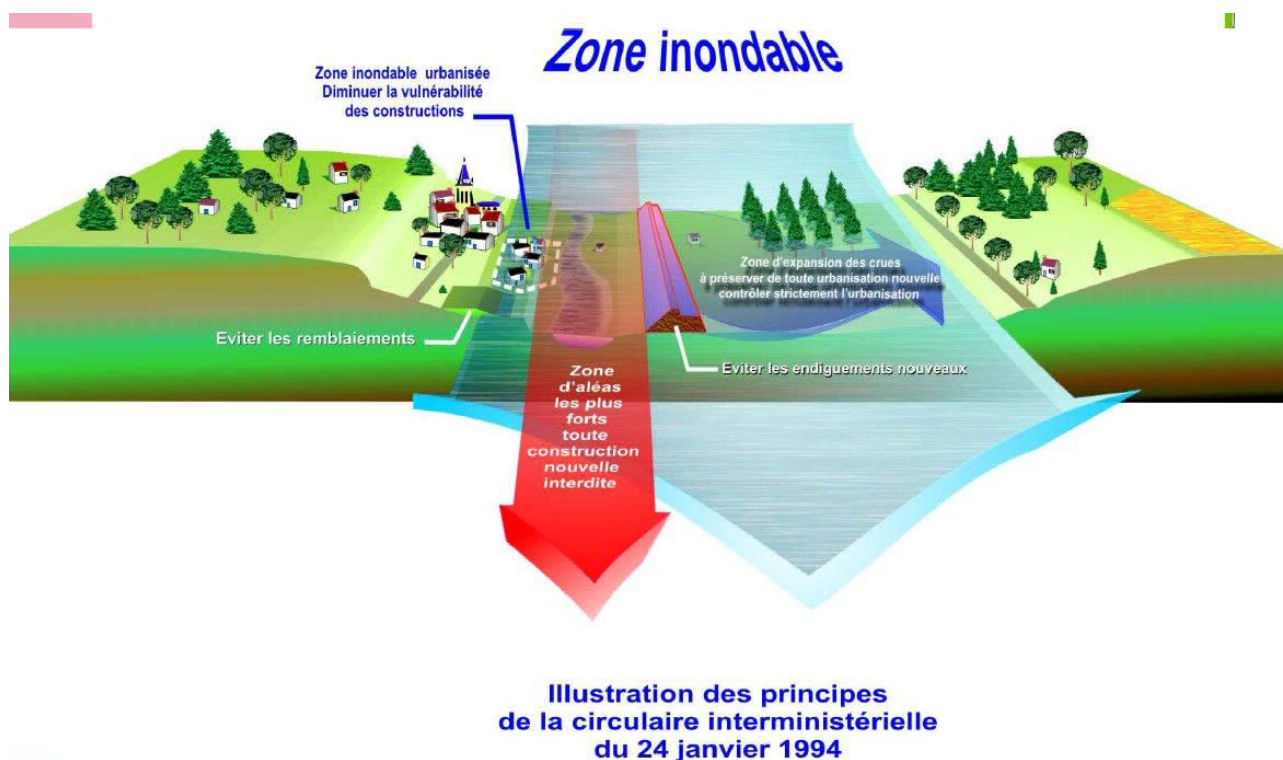 Zone inondable
Zone inondable urbanisée
Diminuer la vulnérabilité
des constructions
Zone d'expansion des crues
à préserver de toute urbanisation nouvelle
contrôler strictement l'urbanisation
Eviter les remblaiements
Eviter les endiguements nouveaux
Zone
d'aléas
les plus
forts
toute
construction
nouvelle
interdite
Illustration des principes
de la circulaire interministérielle
du 24 janvier 1994